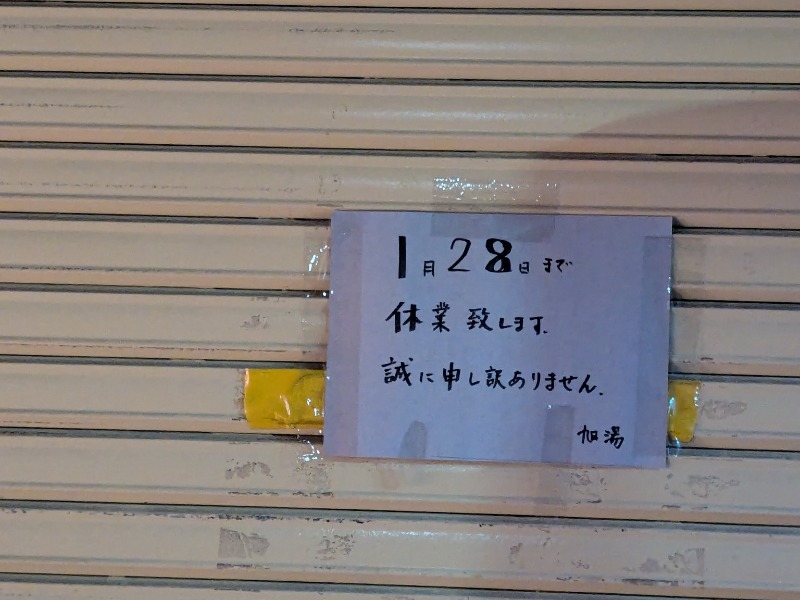 1月28日まで
休業致します.
誠に申し訳ありません.
旭湯